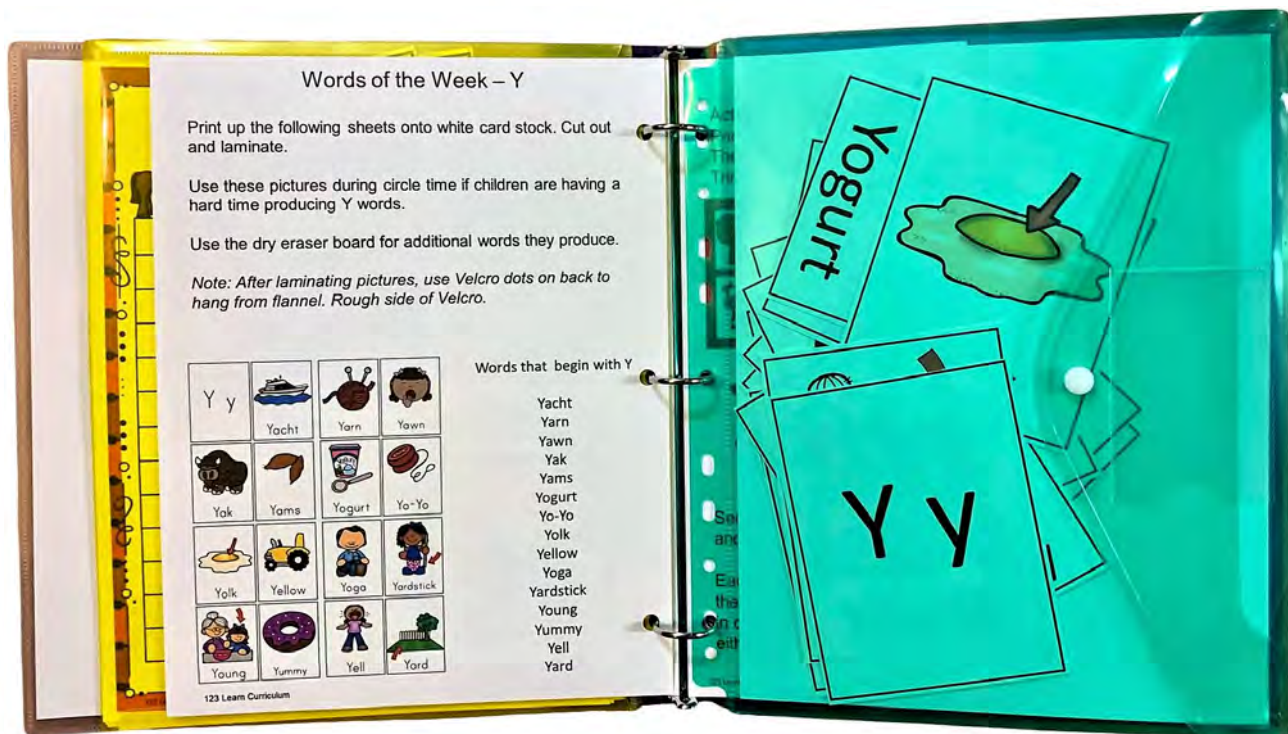 Words of the Week – Y
Print up the following sheets onto white card stock. Cut out
and laminate.
Use these pictures during circle time if children are having a
hard time producing Y words.
Use the dry eraser board for additional words they produce.
Note: After laminating pictures, use Velcro dots on back to
hang from flannel. Rough side of Velcro.
Y y
Yacht
Yarn
Yawn
Yak
Yams
Yogurt
Yo-Yo
Yolk
Yellow
Yoga
Yardstick
Young
Yummy
Yell
Yard
Words that begin with Y
Yacht
Yarn
Yawn
Yak
Yams
Yogurt
Yo-Yo
Yolk
Yellow
Yoga
Yardstick
Young
Yummy
Yell
Yard
123 Learn Curriculum
Yogurt
Y y